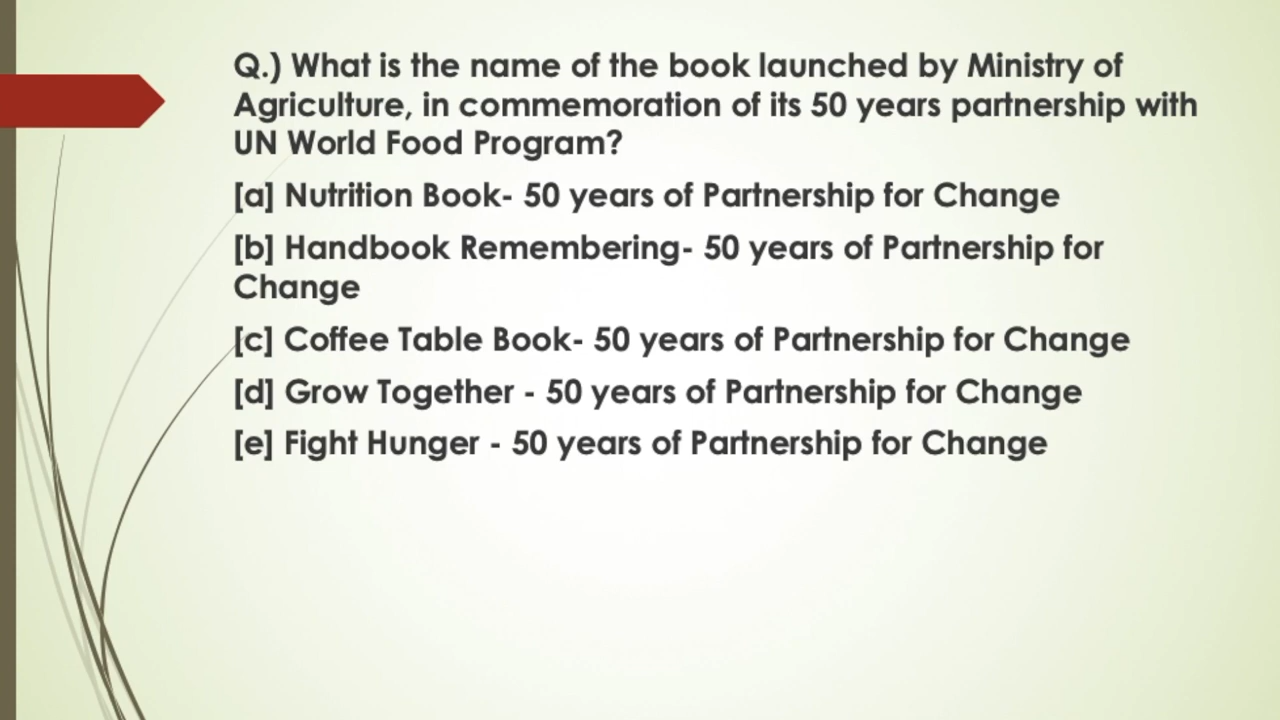 Q.) What is the name of the book launched by Ministry of
Agriculture, in commemoration of its 50 years partnership with
UN World Food Program?
[a] Nutrition Book- 50 years of Partnership for Change
[b] Handbook Remembering- 50 years of Partnership for
Change
[c] Coffee Table Book- 50 years of Partnership for Change
[d] Grow Together - 50 years of Partnership for Change
[e] Fight Hunger - 50 years of Partnership for Change